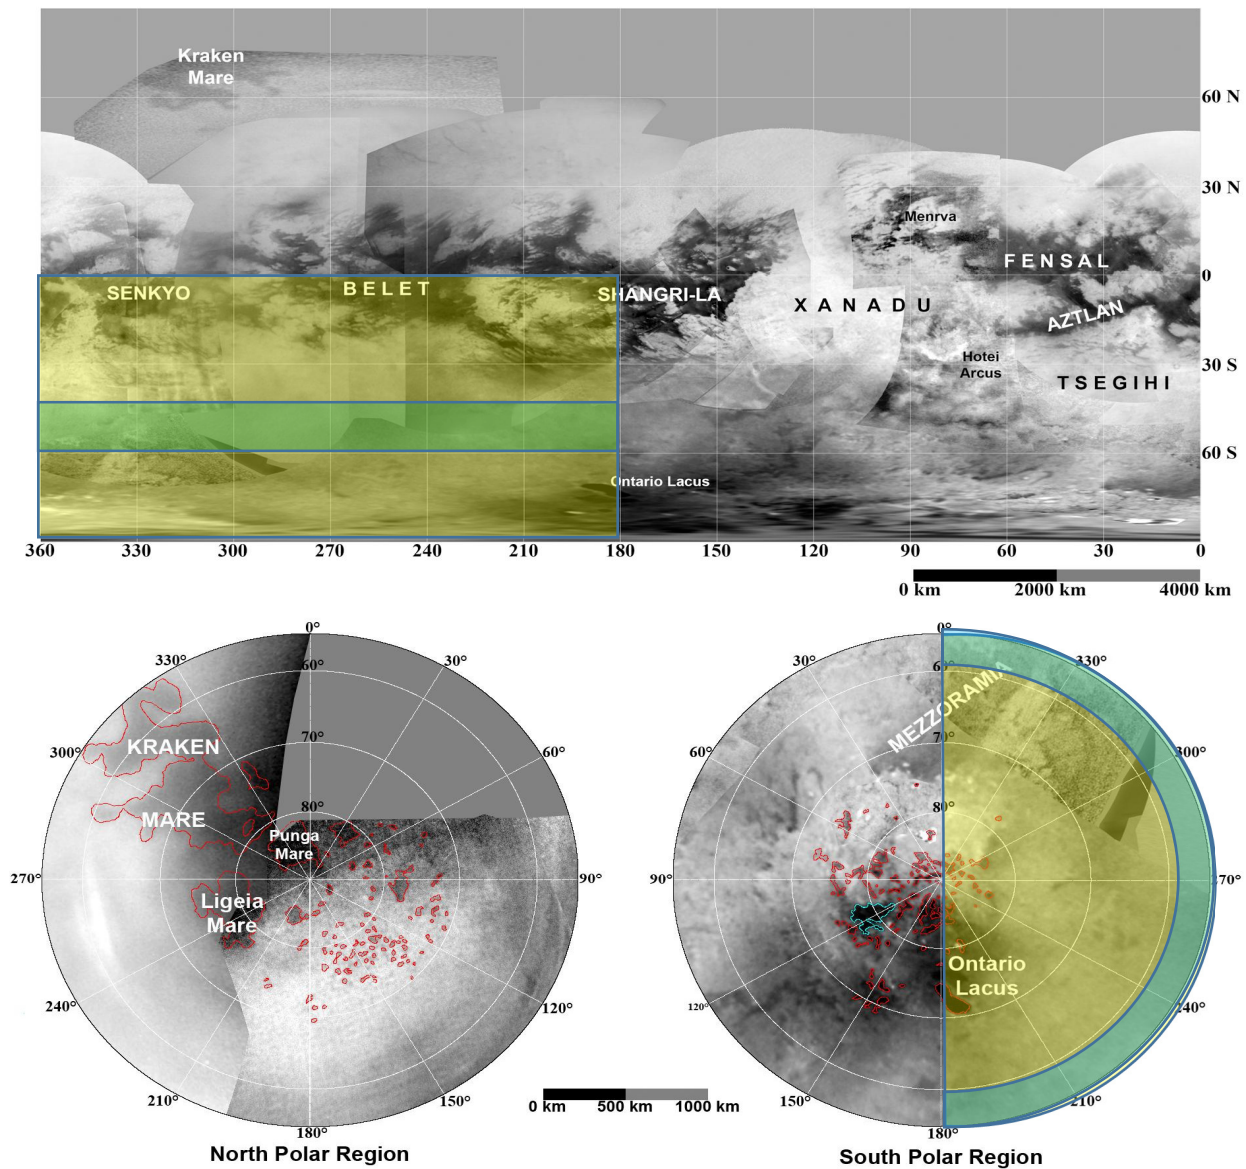 Kraken
Mare
60 N
30 N
Menrva
FENSAL
0
SENKYO
BELET
SHANGRI-LA
XANADU
AZTLAN
Hotei
Arcus
30 S
TSEGIHI
60 S
Ontario Lacus
360 330 300 270 240 210 180 150 120 90 60 30 0
0 km 2000 km 4000 km
0°
330°
60°
30°
70°
300°
60°
KRAKEN
MARE
80°
Punga
Mare
270°
90°
Ligeia
Mare
240°
120°
210°
150°
180°
North Polar Region
0 km 500 km 1000 km
0°
30°
60°
330°
MEZZORAMIA
70°
60°
300°
80°
90°
270°
Ontario
Lacus
120°
240°
150°
210°
180°
South Polar Region